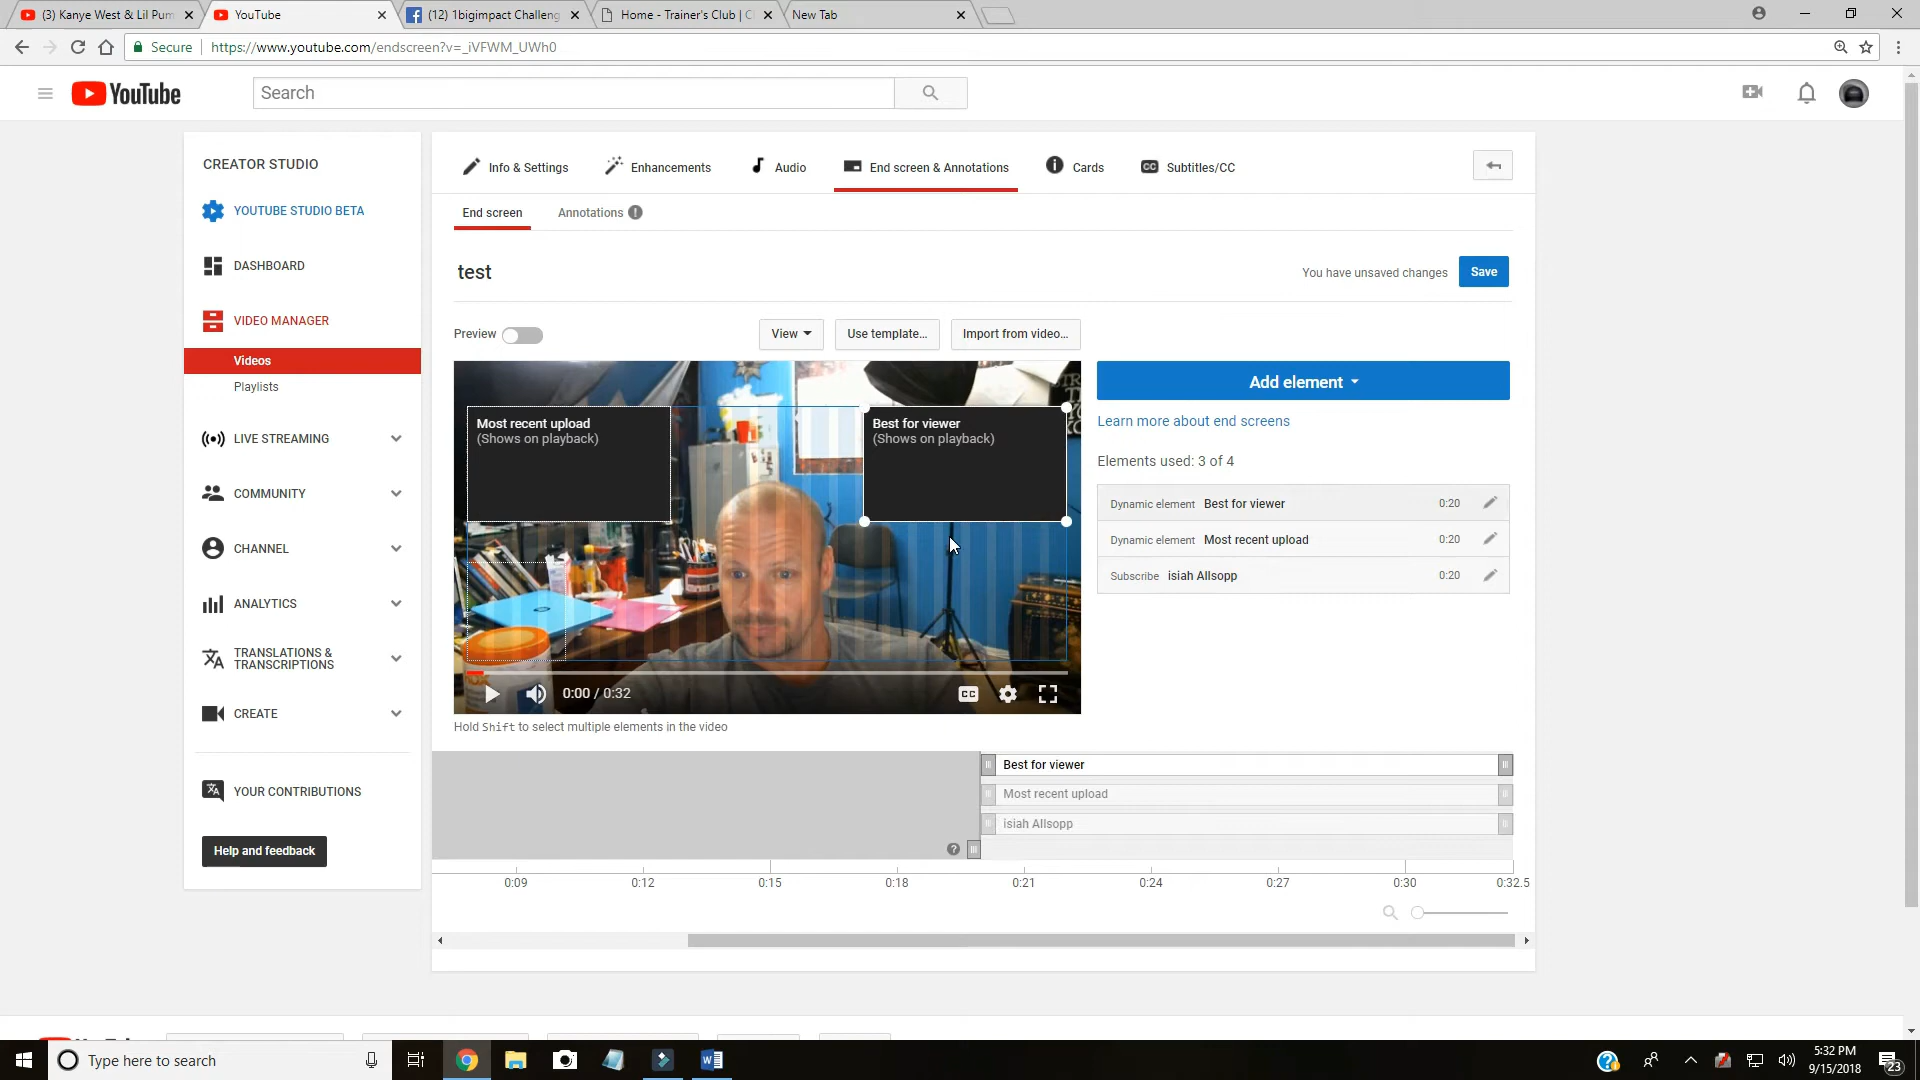 (3) Kanye West & Lil Pum
YouTube
(12) 1bigimpact Challeng
Home - Trainer's Club | C
New Tab
Secure
https://www.youtube.com/endscreen?v=_iVFWM_UWh0
YouTube
Search
CREATOR STUDIO
YOUTUBE STUDIO BETA
DASHBOARD
VIDEO MANAGER
Videos
Playlists
LIVE STREAMING
COMMUNITY
CHANNEL
ANALYTICS
TRANSLATIONS &
TRANSCRIPTIONS
CREATE
YOUR CONTRIBUTIONS
Help and feedback
Info & Settings
Enhancements
Audio
End screen & Annotations
Cards
CC
Subtitles/CC
End screen
Annotations
test
You have unsaved changes
Save
Preview
View
Use template...
Import from video...
Most recent upload
(Shows on playback)
Best for viewer
(Shows on playback)
0:00 / 0:32
CC
Hold Shift to select multiple elements in the video
Add element
Learn more about end screens
Elements used: 3 of 4
Dynamic element Best for viewer 0:20
Dynamic element Most recent upload 0:20
Subscribe isiah Allsopp 0:20
Best for viewer
Most recent upload
isiah Allsopp
?
0:09
0:12
0:15
0:18
0:21
0:24
0:27
0:30
0:32.5
Type here to search
5:32 PM
9/15/2018
23